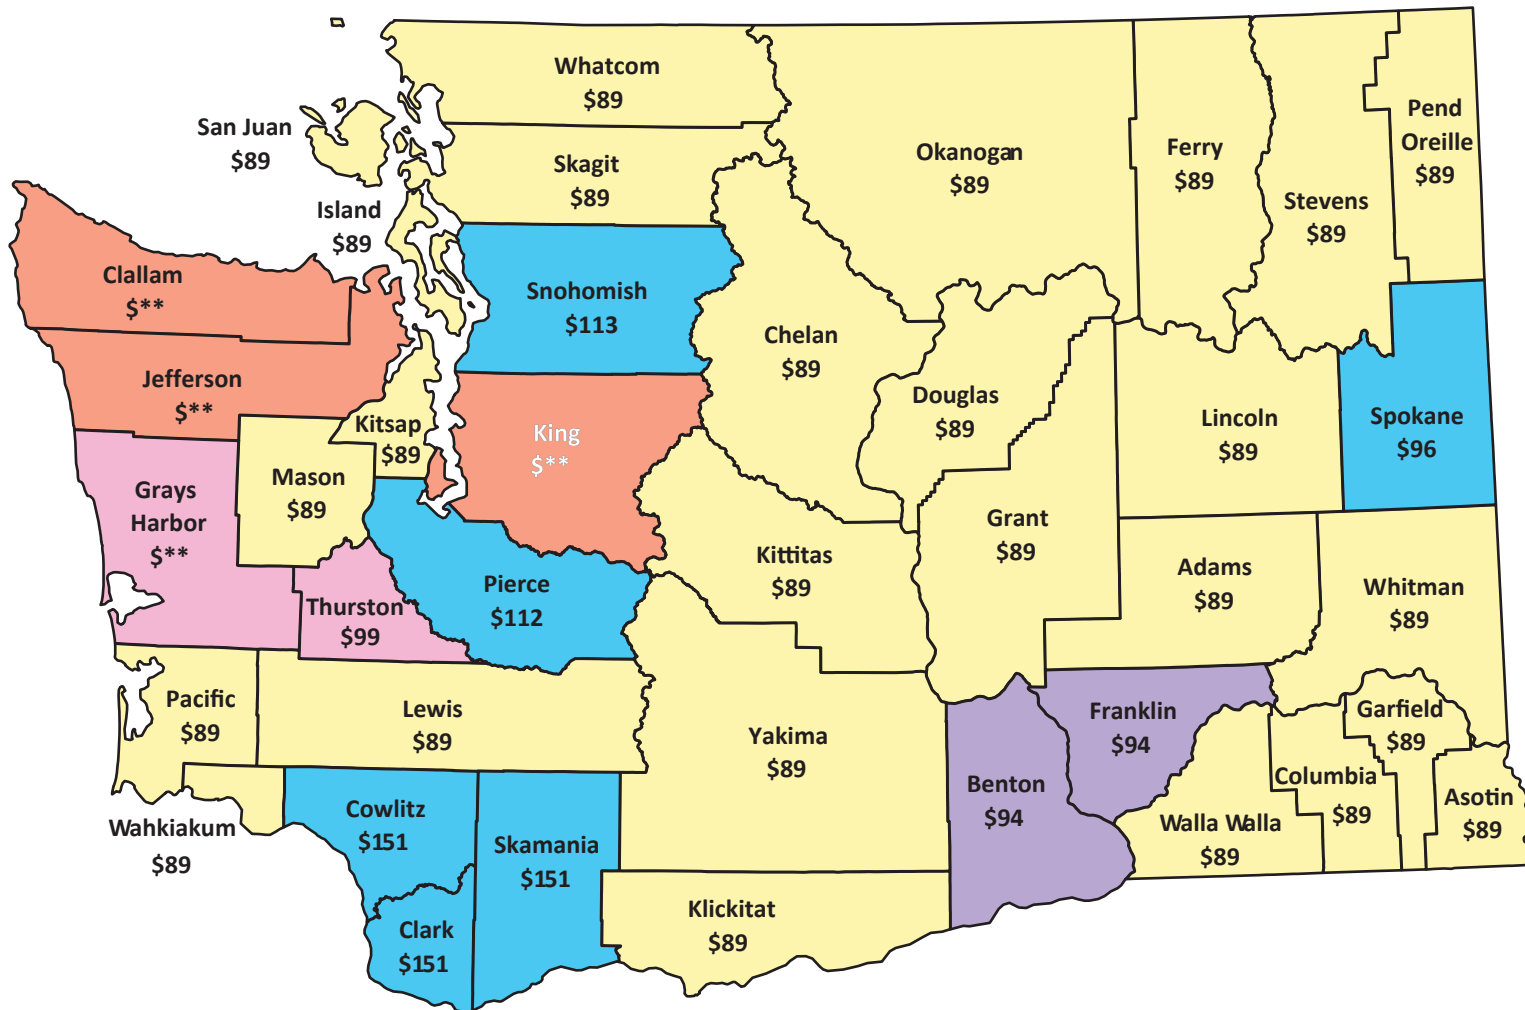 Whatcom
$89
San Juan
$89
Skagit
$89
Island
$89
Okanogan
$89
Ferry
$89
Stevens
$89
Pend
Oreille
$89
Clallam
$**
Snohomish
$113
Chelan
$89
Jefferson
$**
Kitsap
$89
King
$**
Douglas
$89
Lincoln
$89
Spokane
$96
Grays
Harbor
$**
Mason
$89
Grant
$89
Kittitas
$89
Adams
$89
Whitman
$89
Thurston
$99
Pierce
$112
Pacific
$89
Lewis
$89
Yakima
$89
Franklin
$94
Garfield
$89
Benton
$94
Columbia
$89
Asotin
$89
Walla Walla
$89
Wahkiakum
$89
Cowlitz
$151
Skamania
$151
Clark
$151
Klickitat
$89